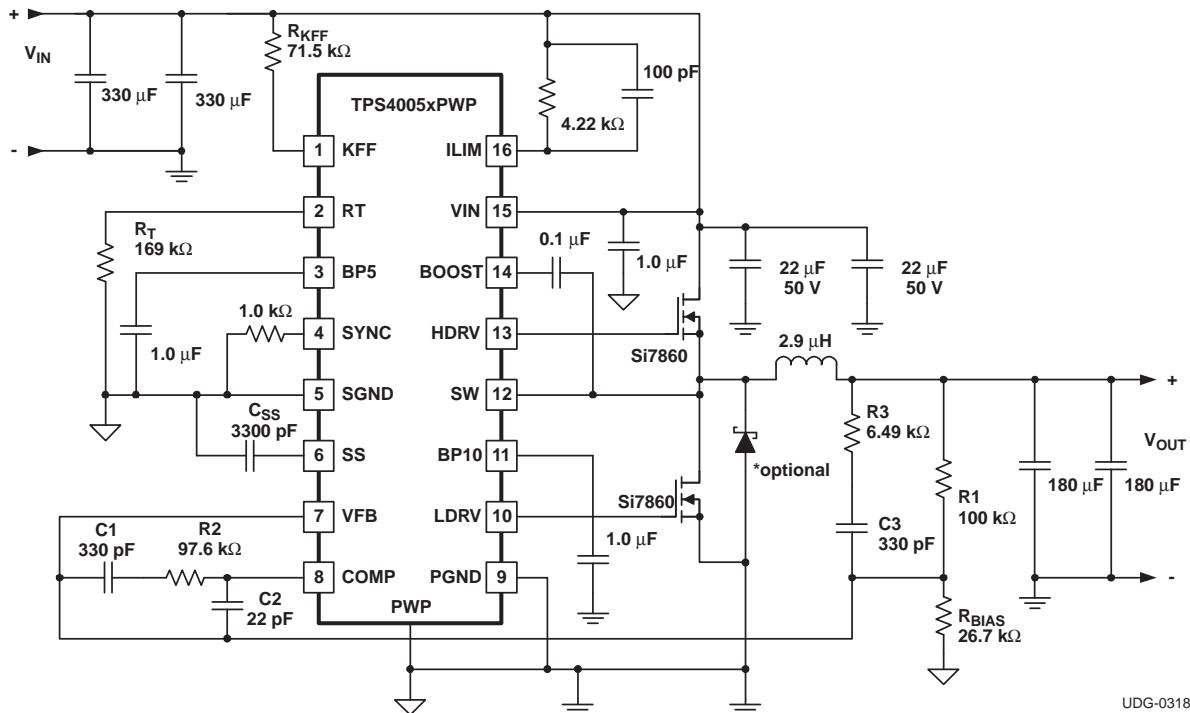 +
V_IN
-
330 µF
330 µF
R_KFF
71.5 kΩ
TPS4005xPWP
100 pF
4.22 kΩ
1 KFF
ILIM 16
2 RT
VIN 15
R_T
169 kΩ
3 BP5
BOOST 14
0.1 µF
1.0 µF
22 µF
50 V
22 µF
50 V
1.0 kΩ
4 SYNC
HDRV 13
Si7860
2.9 µH
1.0 µF
5 SGND
SW 12
+
C_SS
3300 pF
6 SS
BP10 11
*optional
R3
6.49 kΩ
V_OUT
Si7860
7 VFB
LDRV 10
R1
100 kΩ
180 µF
180 µF
C1
330 pF
R2
97.6 kΩ
1.0 µF
C3
330 pF
8 COMP
PGND 9
-
C2
22 pF
PWP
R_BIAS
26.7 kΩ
UDG-0318